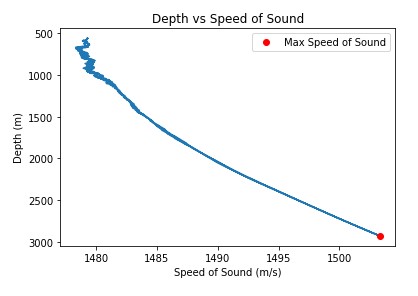 Depth vs Speed of Sound
Max Speed of Sound
500
1000
1500
2000
2500
3000
Depth (m)
1480
1485
1490
1495
1500
Speed of Sound (m/s)